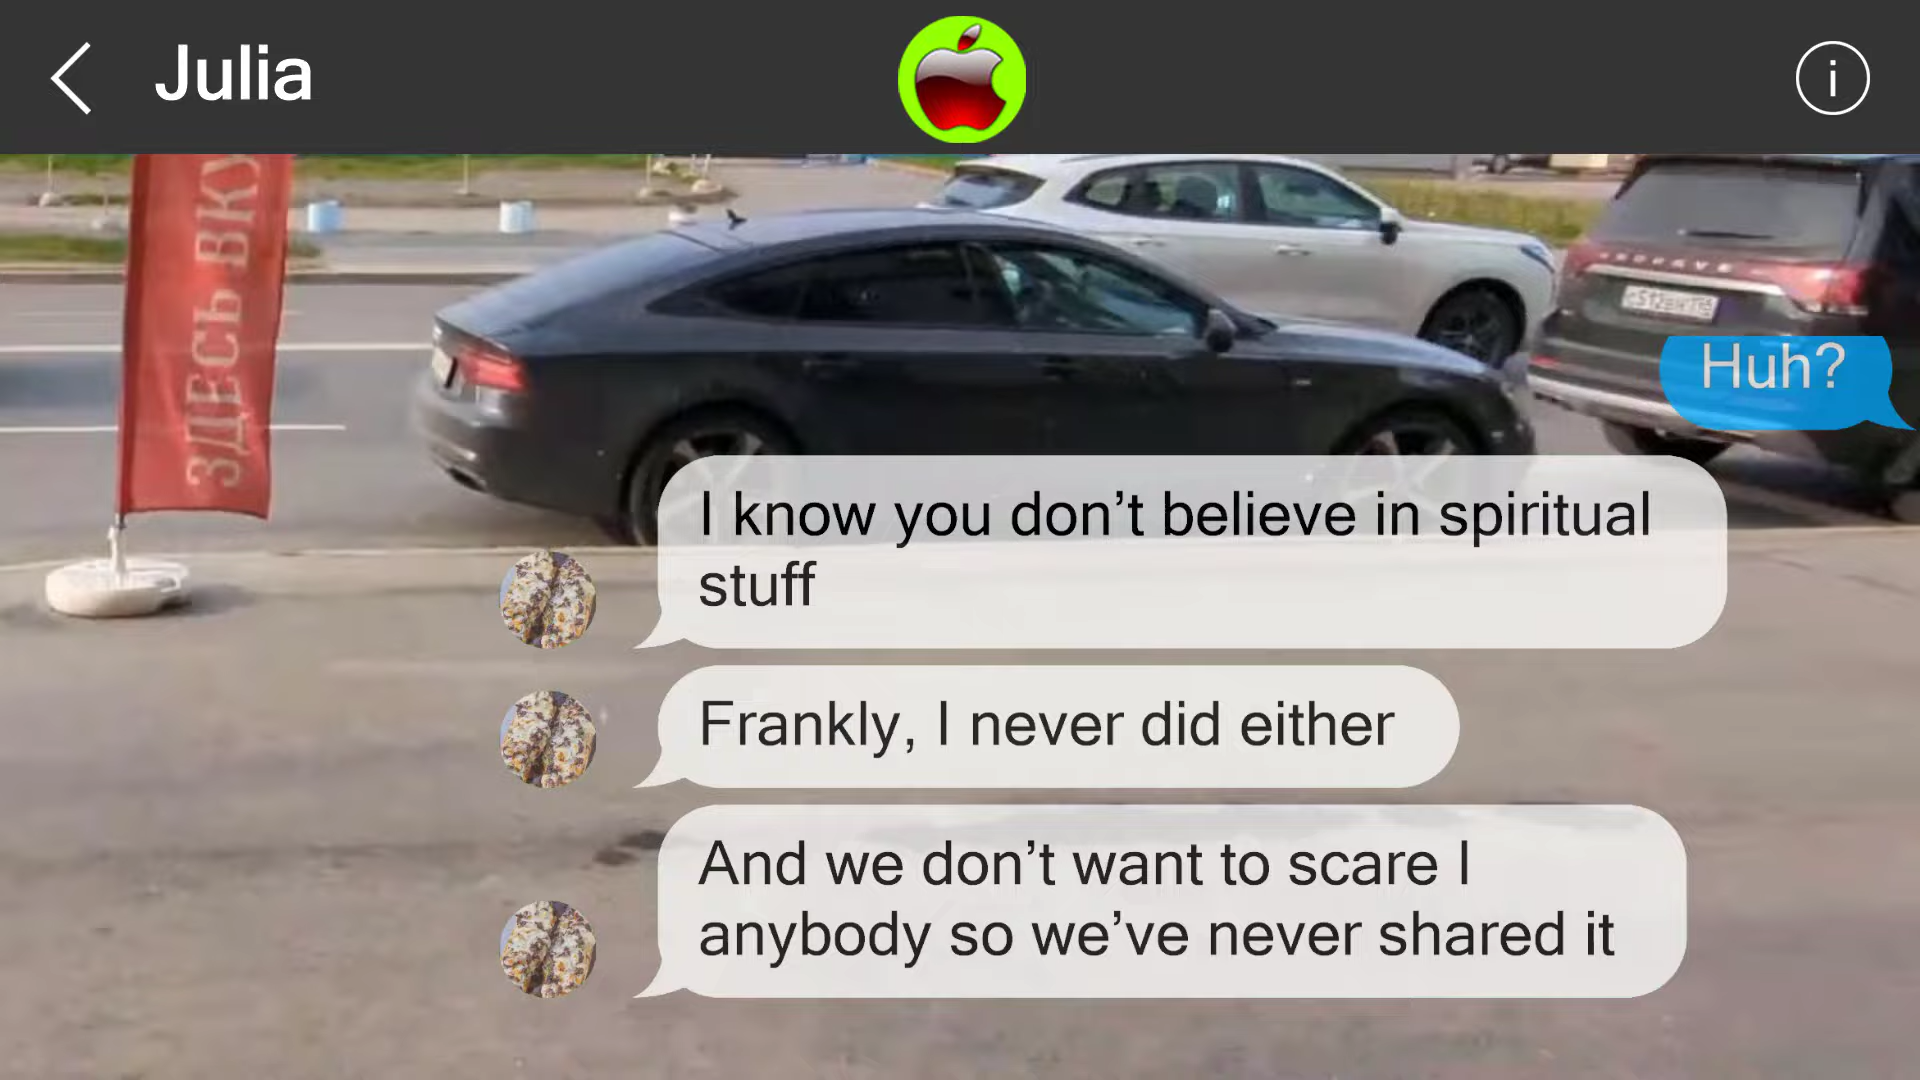 Julia
ЗДЕСЬ ВКУ
Huh?
I know you don’t believe in spiritual
stuff
Frankly, I never did either
And we don’t want to scare I
anybody so we’ve never shared it